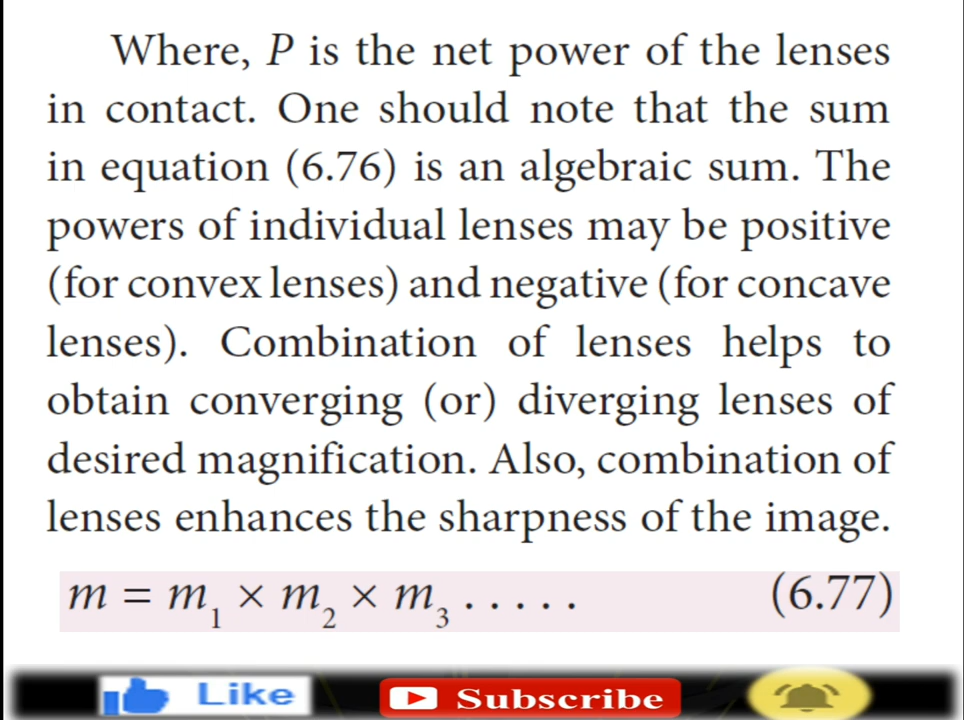 Where, P is the net power of the lenses
in contact. One should note that the sum
in equation (6.76) is an algebraic sum. The
powers of individual lenses may be positive
(for convex lenses) and negative (for concave
lenses). Combination of lenses helps to
obtain converging (or) diverging lenses of
desired magnification. Also, combination of
lenses enhances the sharpness of the image.
m = m₁ × m₂ × m₃ . . . . . (6.77)
Like Subscribe